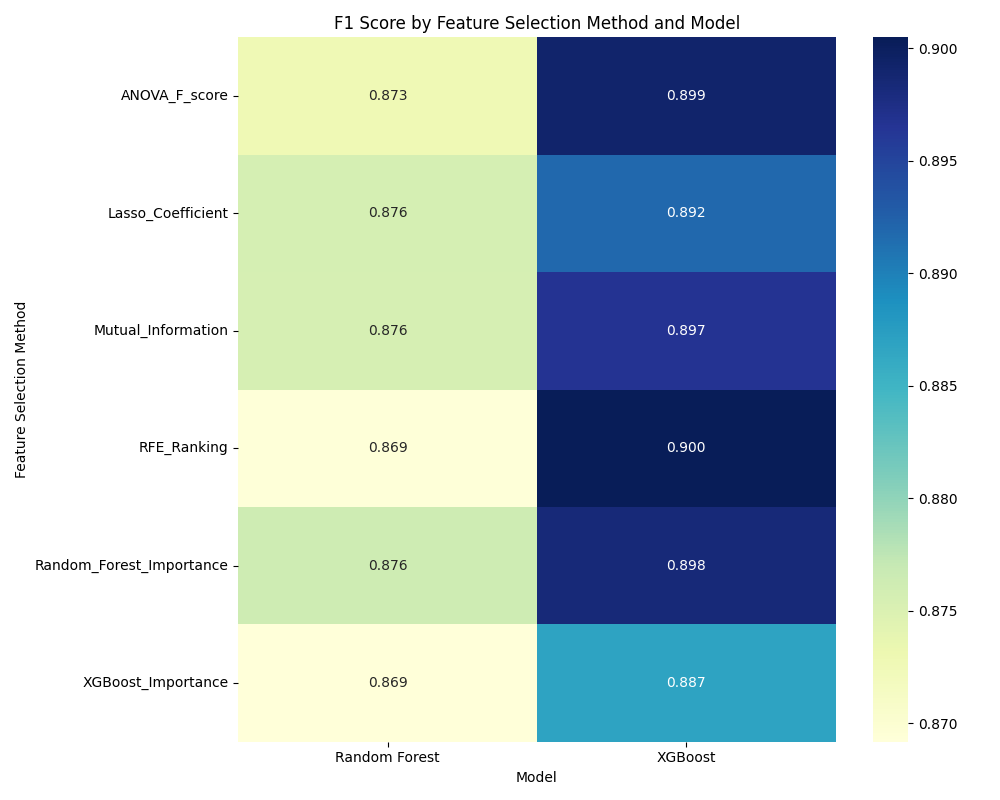 F1 Score by Feature Selection Method and Model
Feature Selection Method
ANOVA_F_score 0.873 0.899
Lasso_Coefficient 0.876 0.892
Mutual_Information 0.876 0.897
RFE_Ranking 0.869 0.900
Random_Forest_Importance 0.876 0.898
XGBoost_Importance 0.869 0.887
Random Forest XGBoost
Model
0.900
0.895
0.890
0.885
0.880
0.875
0.870